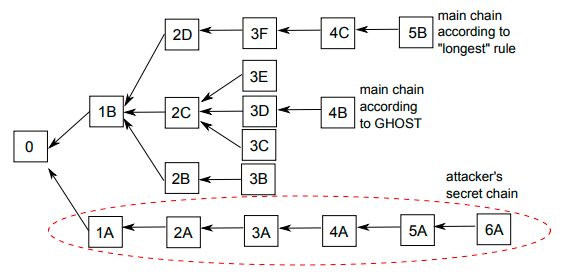 main chain
according to
"longest" rule
2D
3F
4C
5B
3E
main chain
according
to GHOST
1B
2C
3D
4B
0
3C
2B
3B
attacker's
secret chain
1A
2A
3A
4A
5A
6A